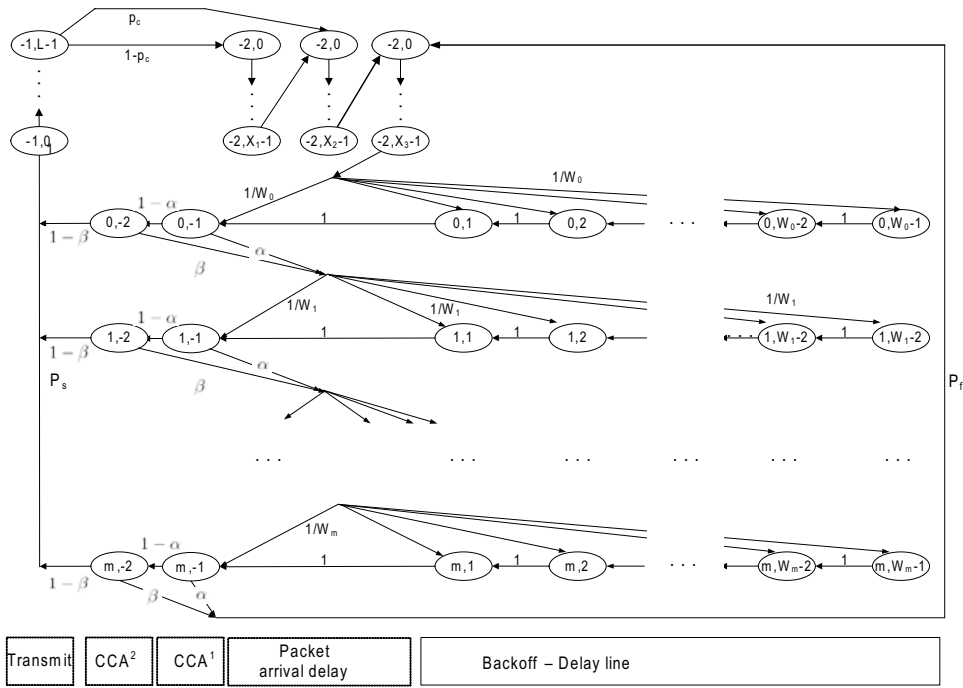 p_c
-1,L-1
-2,0
-2,0
-2,0
1-p_c
-1,0
1
-2,X_1-1
-2,X_2-1
-2,X_3-1
1/W_0
1/W_0
1-α
0,-2
0,-1
1
0,1
1
0,2
. . .
0,W_0-2
1
0,W_0-1
1-β
α
β
1/W_1
1/W_1
1/W_1
1-α
1,-2
1,-1
1
1,1
1
1,2
. . .
1,W_1-2
1
1,W_1-2
1-β
α
P_s
β
P_f
. . .
. . .
. . .
. . .
. . .
1/W_m
1-α
m,-2
m,-1
1
m,1
1
m,2
. . .
m,W_m-2
1
m,W_m-1
1-β
β
α
Transmit
CCA^2
CCA^1
Packet
arrival delay
Backoff – Delay line